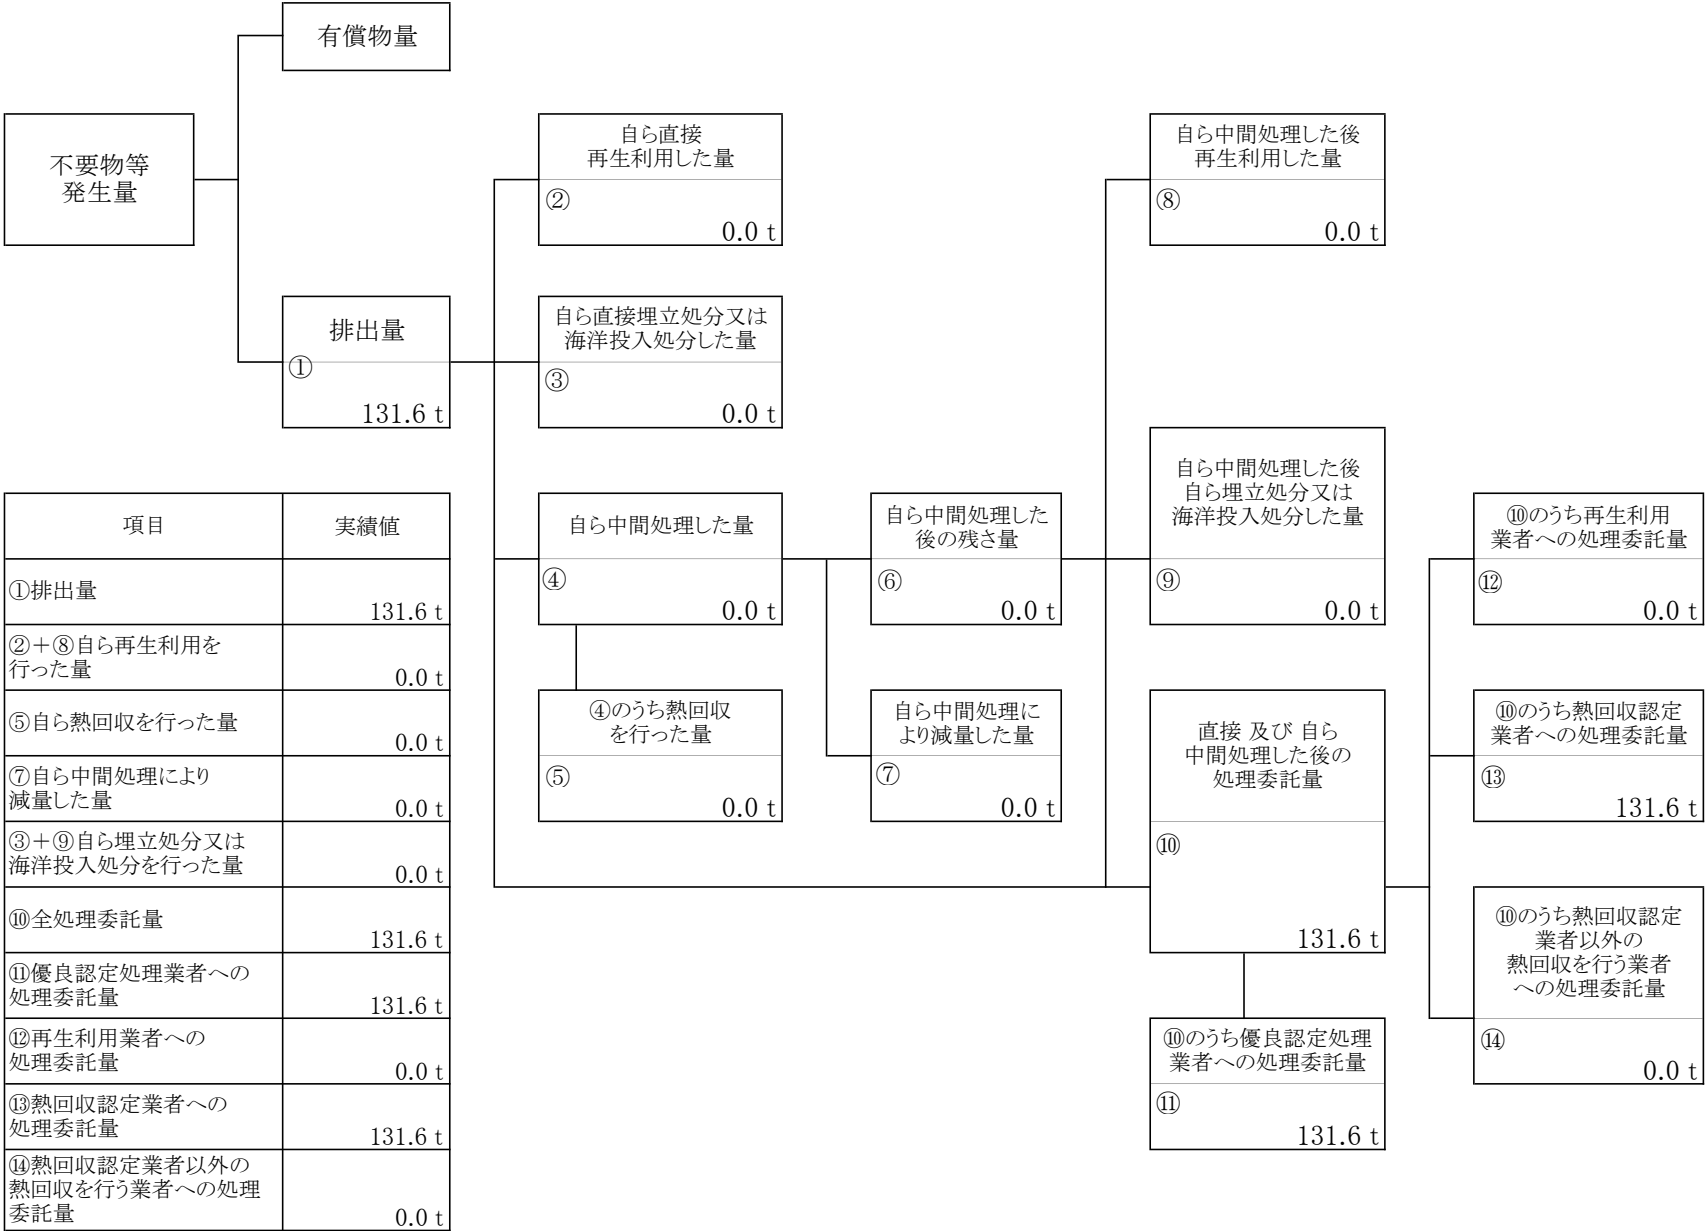 有償物量
不要物等
発生量
自ら直接
再生利用した量
②
0.0 t
自ら中間処理した後
再生利用した量
⑧
0.0 t
排出量
①
131.6 t
自ら直接埋立処分又は
海洋投入処分した量
③
0.0 t
自ら中間処理した量
④
0.0 t
自ら中間処理した
後の残さ量
⑥
0.0 t
自ら中間処理した後
自ら埋立処分又は
海洋投入処分した量
⑨
0.0 t
⑩のうち再生利用
業者への処理委託量
⑫
0.0 t
④のうち熱回収
を行った量
⑤
0.0 t
自ら中間処理に
より減量した量
⑦
0.0 t
直接 及び 自ら
中間処理した後の
処理委託量
⑩
131.6 t
⑩のうち熱回収認定
業者への処理委託量
⑬
131.6 t
⑩のうち熱回収認定
業者以外の
熱回収を行う業者
への処理委託量
⑭
0.0 t
⑩のうち優良認定処理
業者への処理委託量
⑪
131.6 t
項目 実績値
①排出量
131.6 t
②＋⑧自ら再生利用を
行った量
0.0 t
⑤自ら熱回収を行った量
0.0 t
⑦自ら中間処理により
減量した量
0.0 t
③＋⑨自ら埋立処分又は
海洋投入処分を行った量
0.0 t
⑩全処理委託量
131.6 t
⑪優良認定処理業者への
処理委託量
131.6 t
⑫再生利用業者への
処理委託量
0.0 t
⑬熱回収認定業者への
処理委託量
131.6 t
⑭熱回収認定業者以外の
熱回収を行う業者への処理
委託量
0.0 t